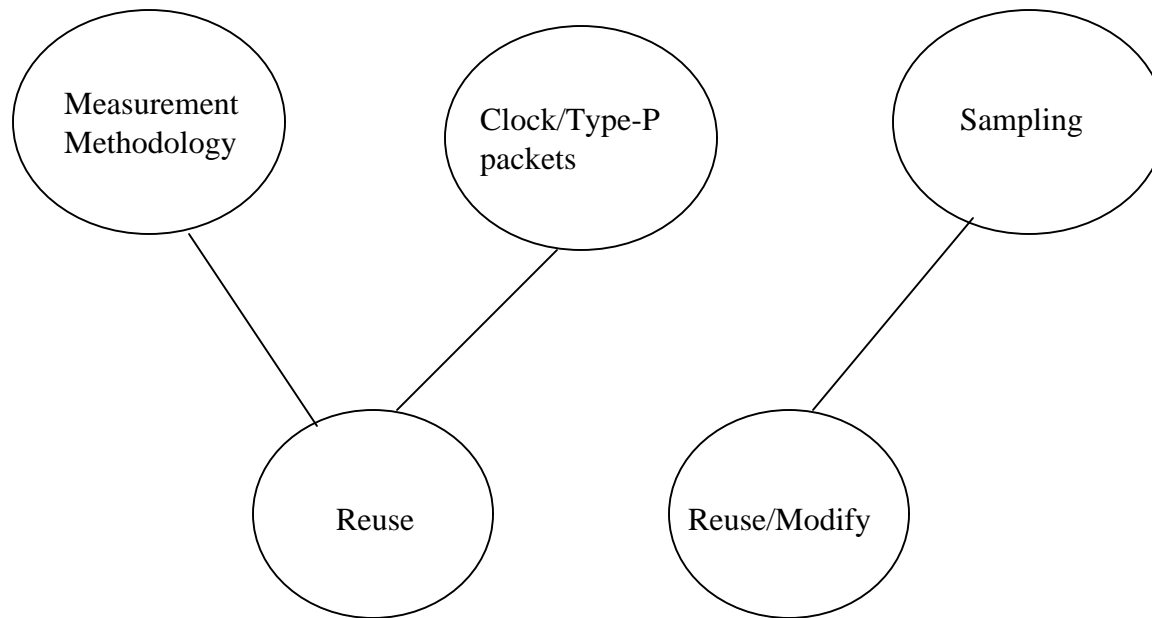 Measurement
Methodology
Clock/Type-P
packets
Sampling
Reuse
Reuse/Modify